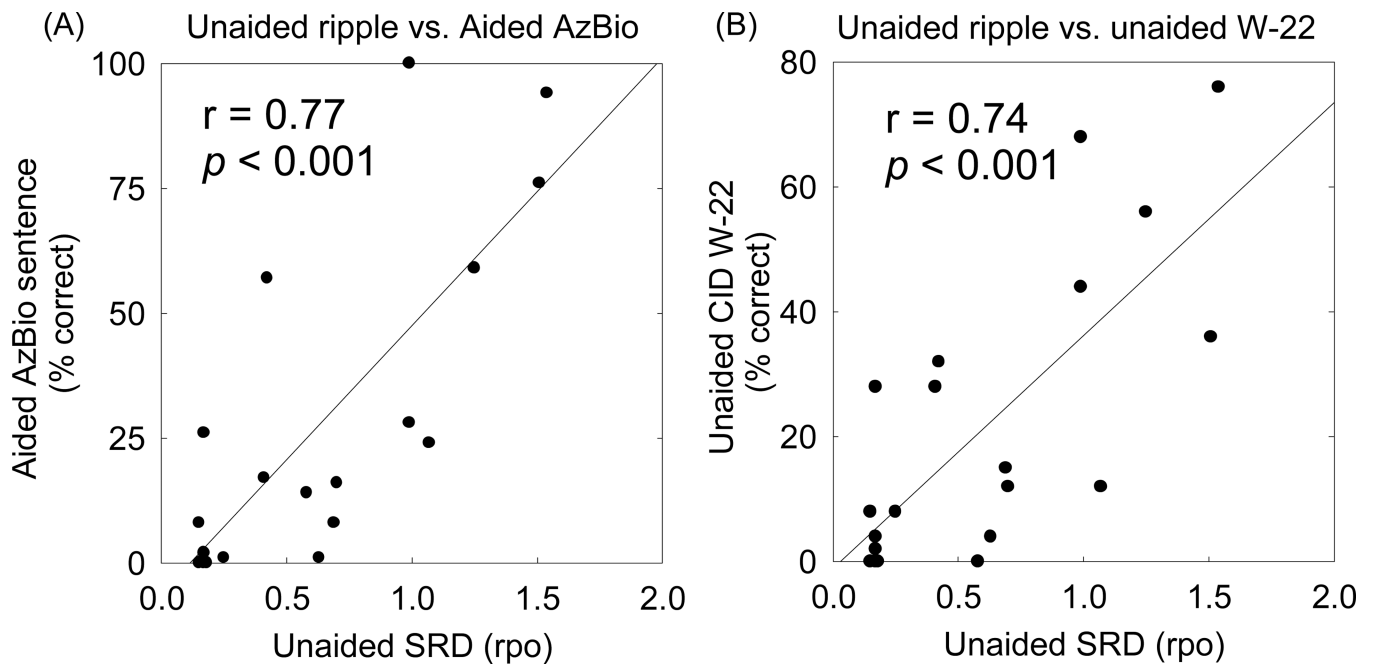 (A)
Unaided ripple vs. Aided AzBio
r = 0.77
p < 0.001
Aided AzBio sentence
(% correct)
100
75
50
25
0
0.0 0.5 1.0 1.5 2.0
Unaided SRD (rpo)
(B)
Unaided ripple vs. unaided W-22
r = 0.74
p < 0.001
Unaided CID W-22
(% correct)
80
60
40
20
0
0.0 0.5 1.0 1.5 2.0
Unaided SRD (rpo)